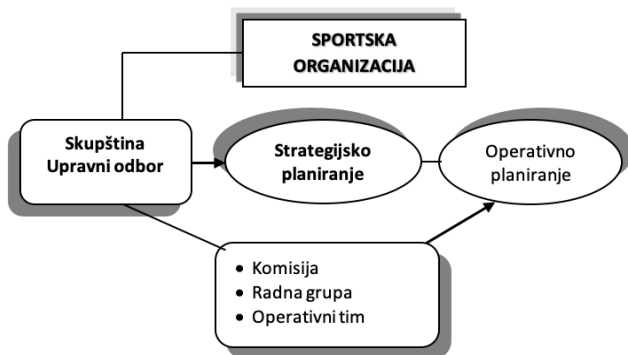 SPORTSKA
ORGANIZACIJA
Skupština
Upravni odbor
Strategijsko
planiranje
Operativno
planiranje
• Komisija
• Radna grupa
• Operativni tim